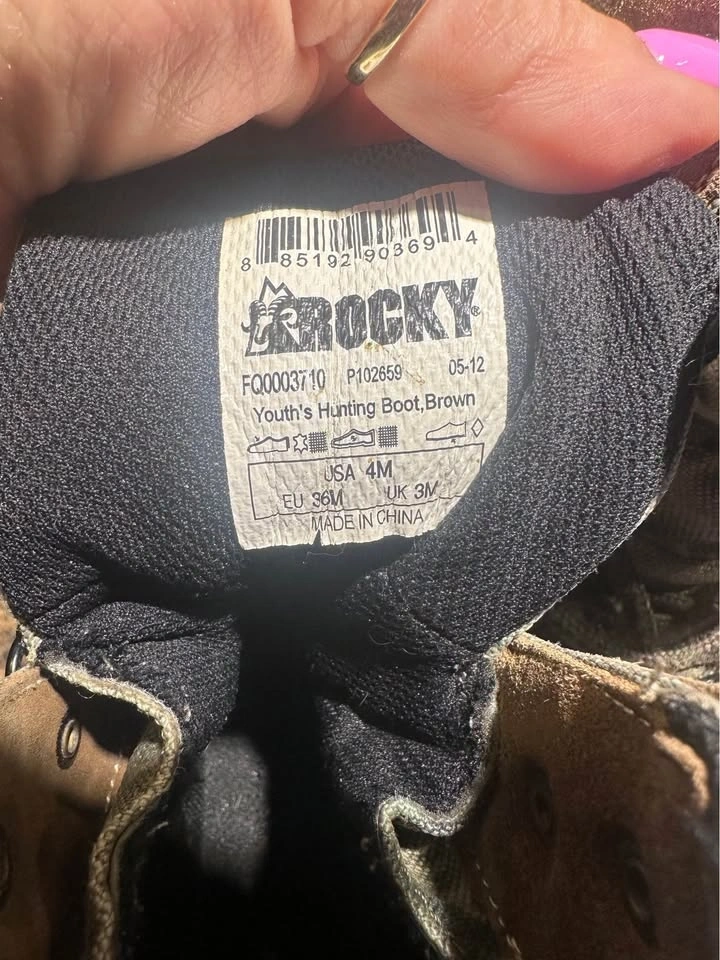 8 85192 90369 4
ROCKY®
FQ0003710 P102659 05-12
Youth's Hunting Boot,Brown
USA 4M
EU 36M UK 3M
MADE IN CHINA